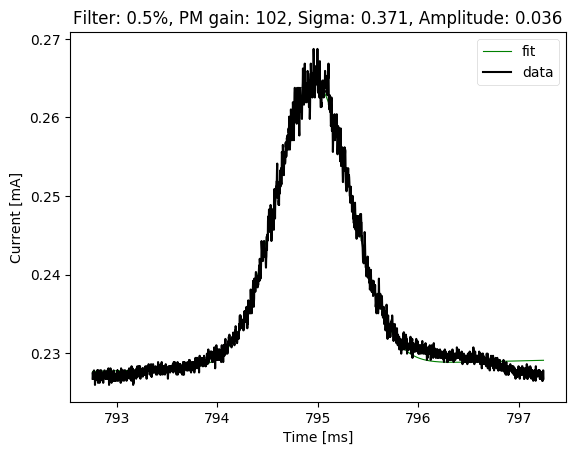 Filter: 0.5%, PM gain: 102, Sigma: 0.371, Amplitude: 0.036
0.27
0.26
0.25
0.24
0.23
Current [mA]
fit
data
793
794
795
796
797
Time [ms]